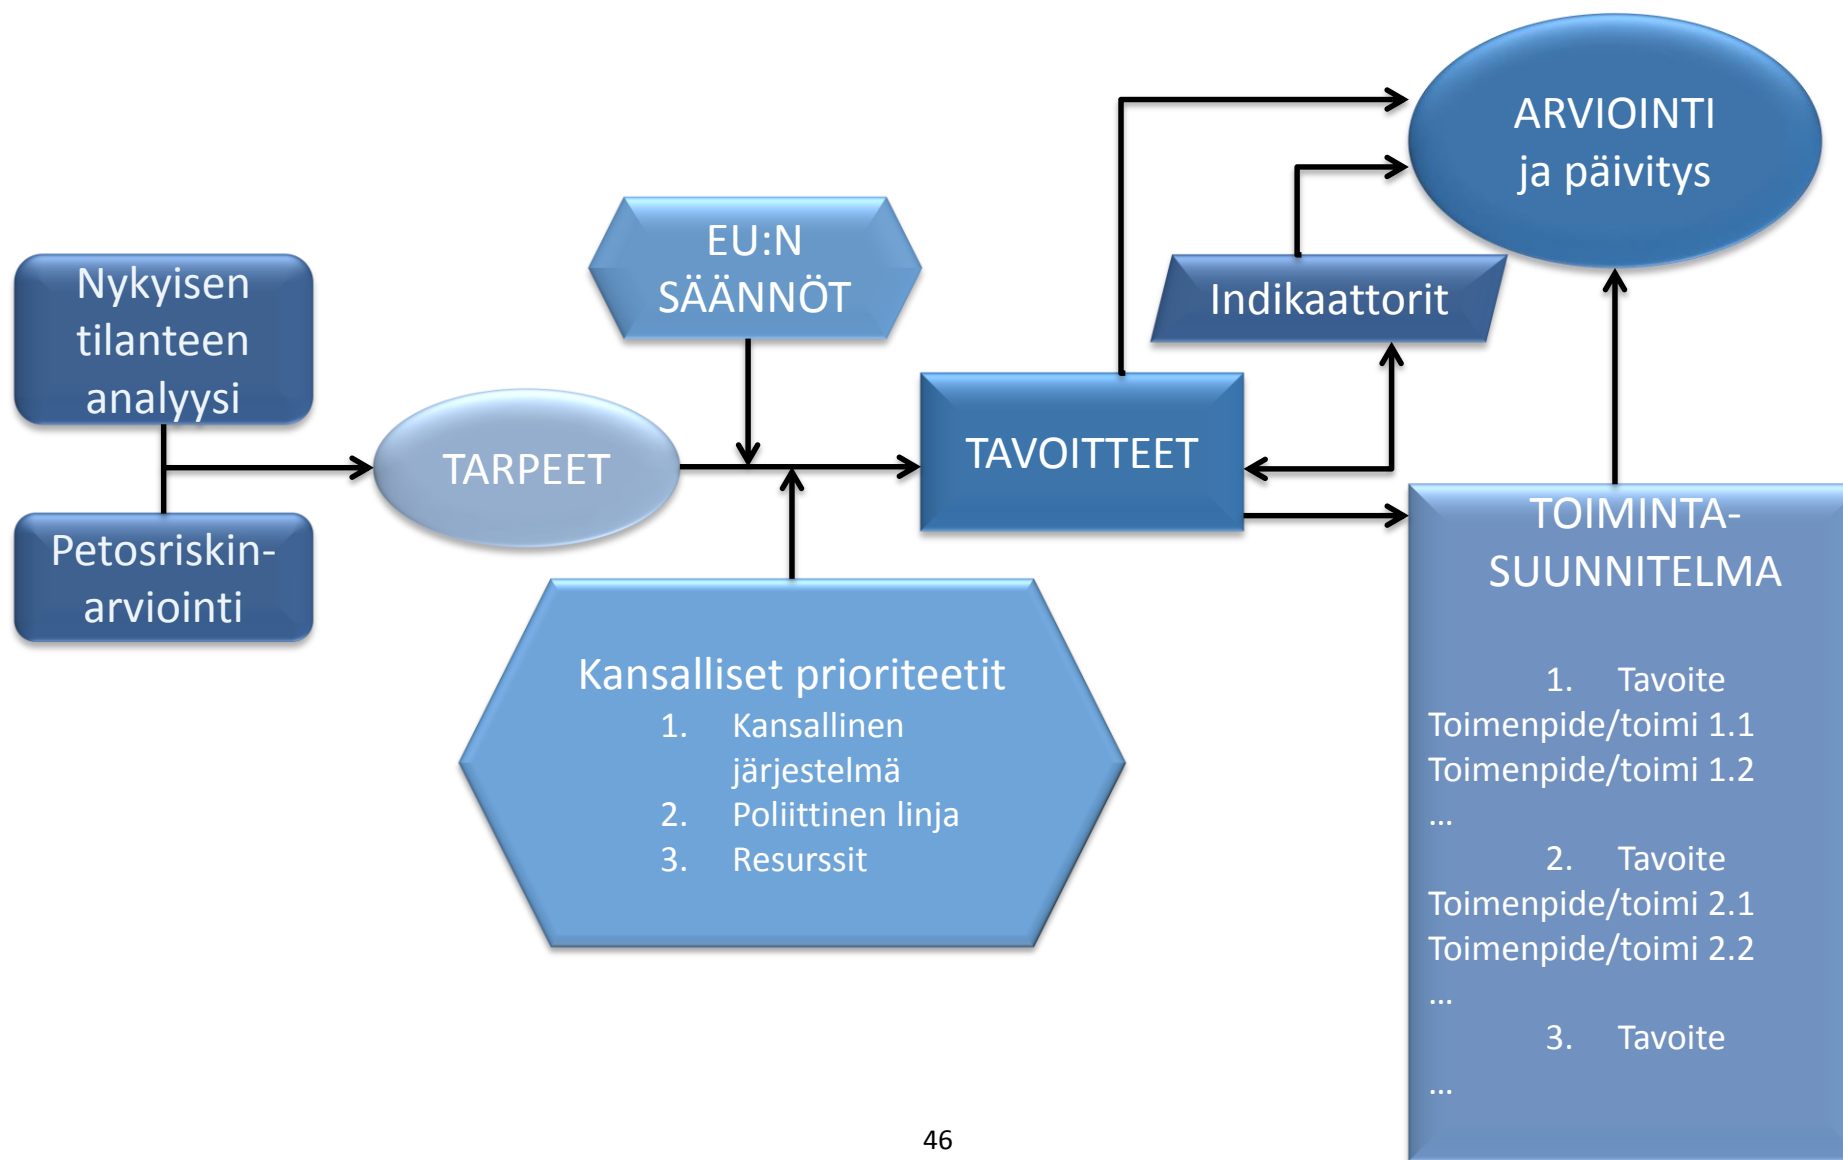 Nykyisen
tilanteen
analyysi
Petosriskin-
arviointi
TARPEET
EU:N
SÄÄNNÖT
Kansalliset prioriteetit
1. Kansallinen
järjestelmä
2. Poliittinen linja
3. Resurssit
TAVOITTEET
Indikaattorit
ARVIOINTI
ja päivitys
TOIMINTA-
SUUNNITELMA
1. Tavoite
Toimenpide/toimi 1.1
Toimenpide/toimi 1.2
...
2. Tavoite
Toimenpide/toimi 2.1
Toimenpide/toimi 2.2
...
3. Tavoite
...
46